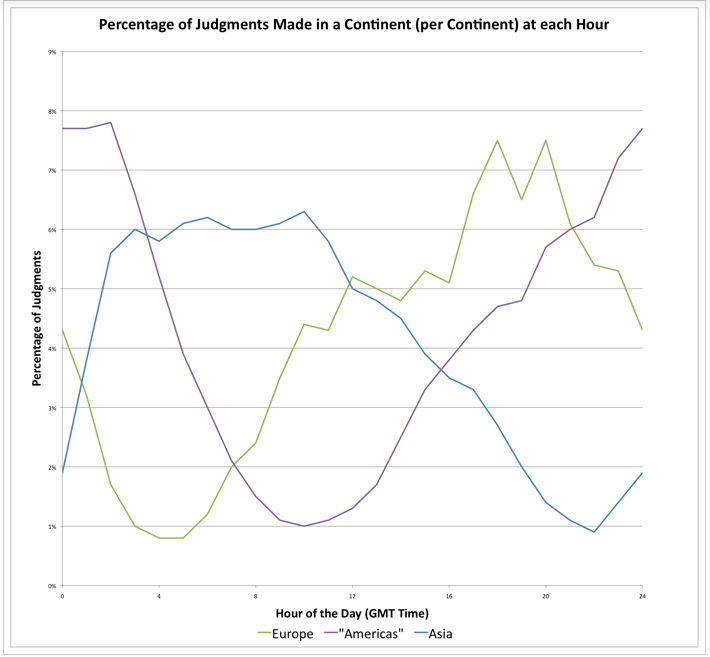 Percentage of Judgments Made in a Continent (per Continent) at each Hour
9%
8%
7%
6%
5%
4%
3%
2%
1%
0%
Percentage of Judgments
0 4 8 12 16 20 24
Hour of the Day (GMT Time)
Europe "Americas" Asia